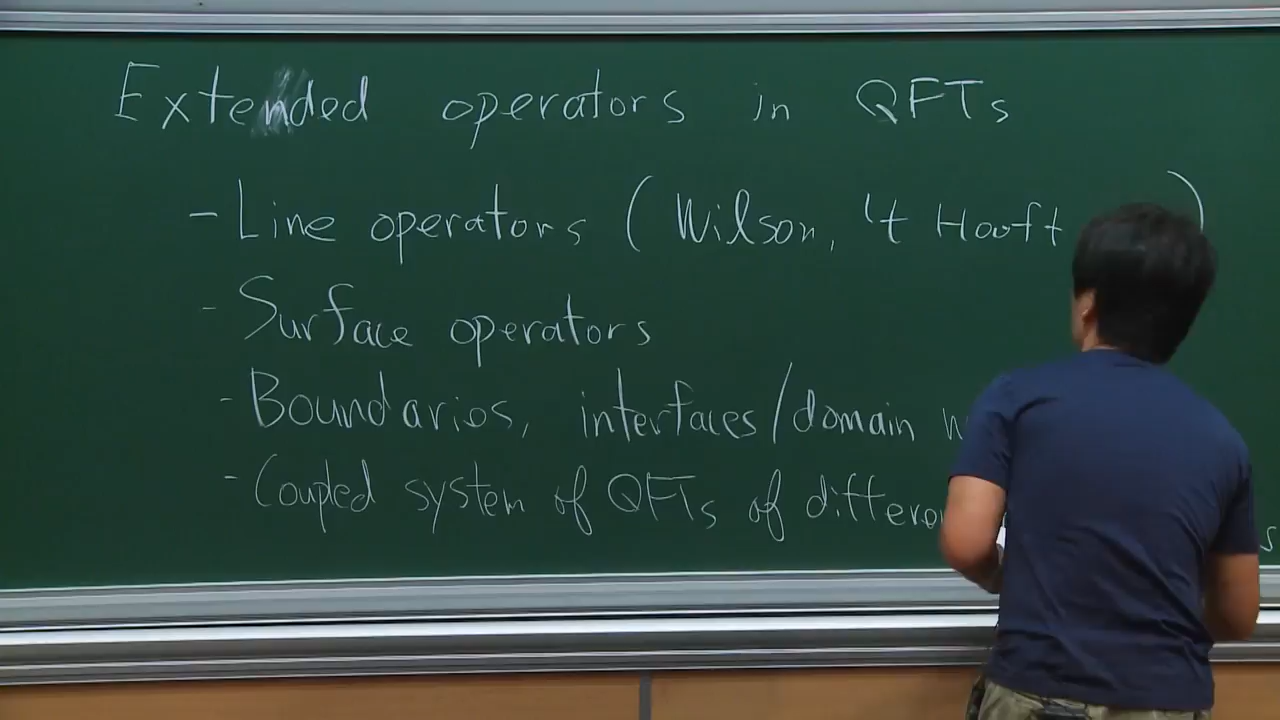 Extended operators in QFTs
- Line operators ( Wilson, 't Hooft )
- Surface operators
- Boundaries, interfaces/domain
- Coupled system of QFTs of